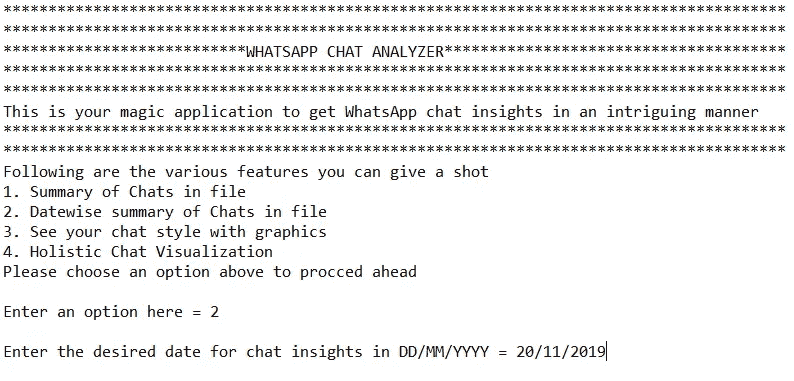 ***************************************************************************************
***************************************************************************************
***************************WHATSAPP CHAT ANALYZER**************************************
***************************************************************************************
***************************************************************************************
This is your magic application to get WhatsApp chat insights in an intriguing manner
***************************************************************************************
***************************************************************************************
Following are the various features you can give a shot
1. Summary of Chats in file
2. Datewise summary of Chats in file
3. See your chat style with graphics
4. Holistic Chat Visualization
Please choose an option above to procced ahead
Enter an option here = 2
Enter the desired date for chat insights in DD/MM/YYYY = 20/11/2019